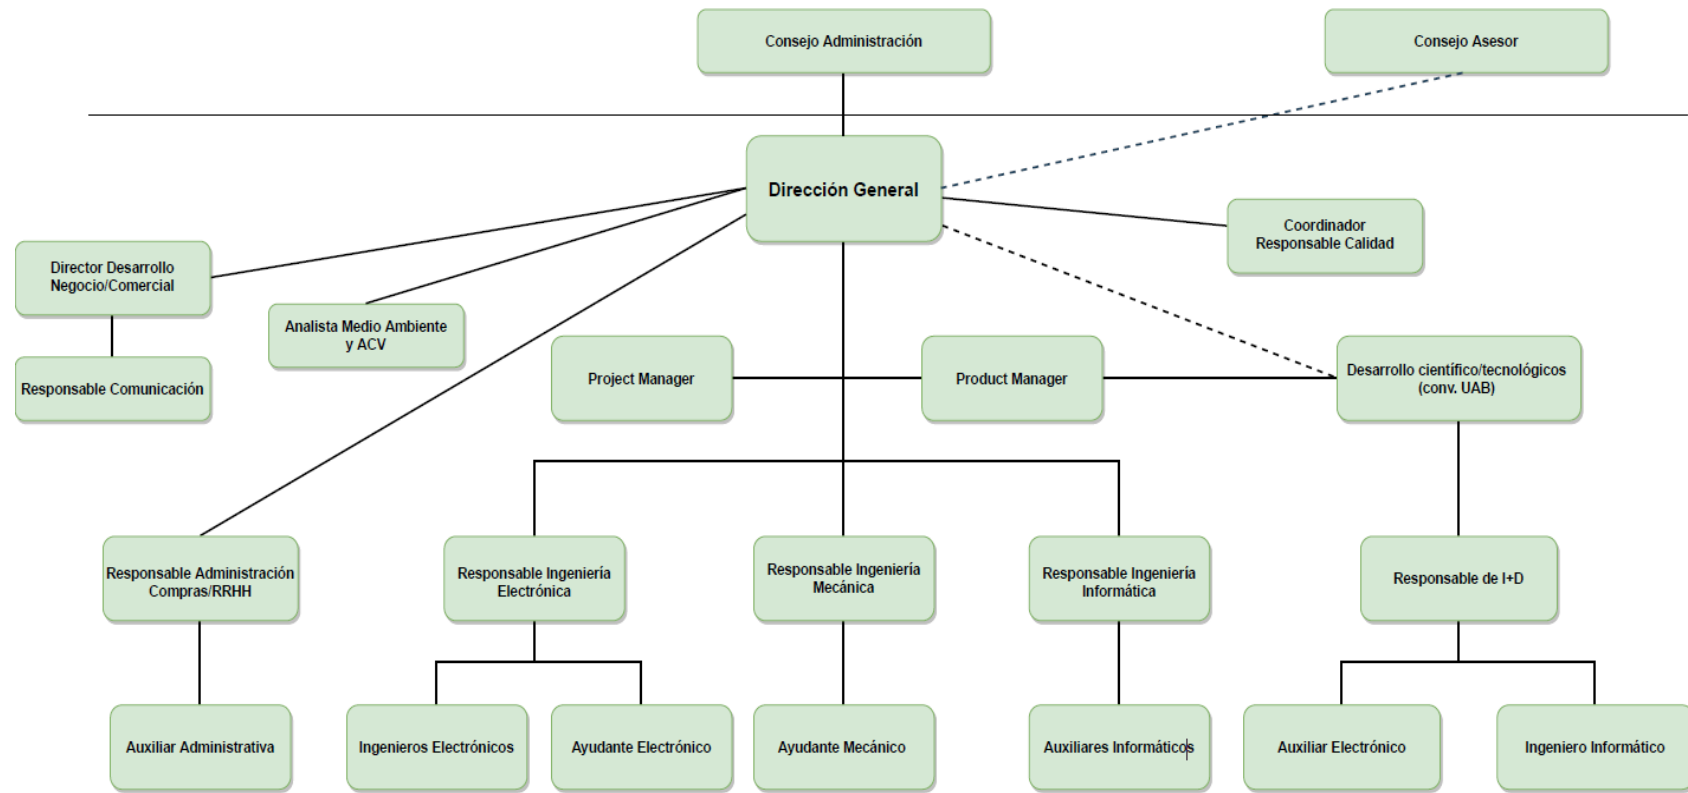 Consejo Administración
Consejo Asesor
Dirección General
Coordinador
Responsable Calidad
Director Desarrollo
Negocio/Comercial
Analista Medio Ambiente
y ACV
Responsable Comunicación
Project Manager
Product Manager
Desarrollo científico/tecnológicos
(conv. UAB)
Responsable Administración
Compras/RRHH
Responsable Ingeniería
Electrónica
Responsable Ingeniería
Mecánica
Responsable Ingeniería
Informática
Responsable de I+D
Auxiliar Administrativa
Ingenieros Electrónicos
Ayudante Electrónico
Ayudante Mecánico
Auxiliares Informáticos
Auxiliar Electrónico
Ingeniero Informático